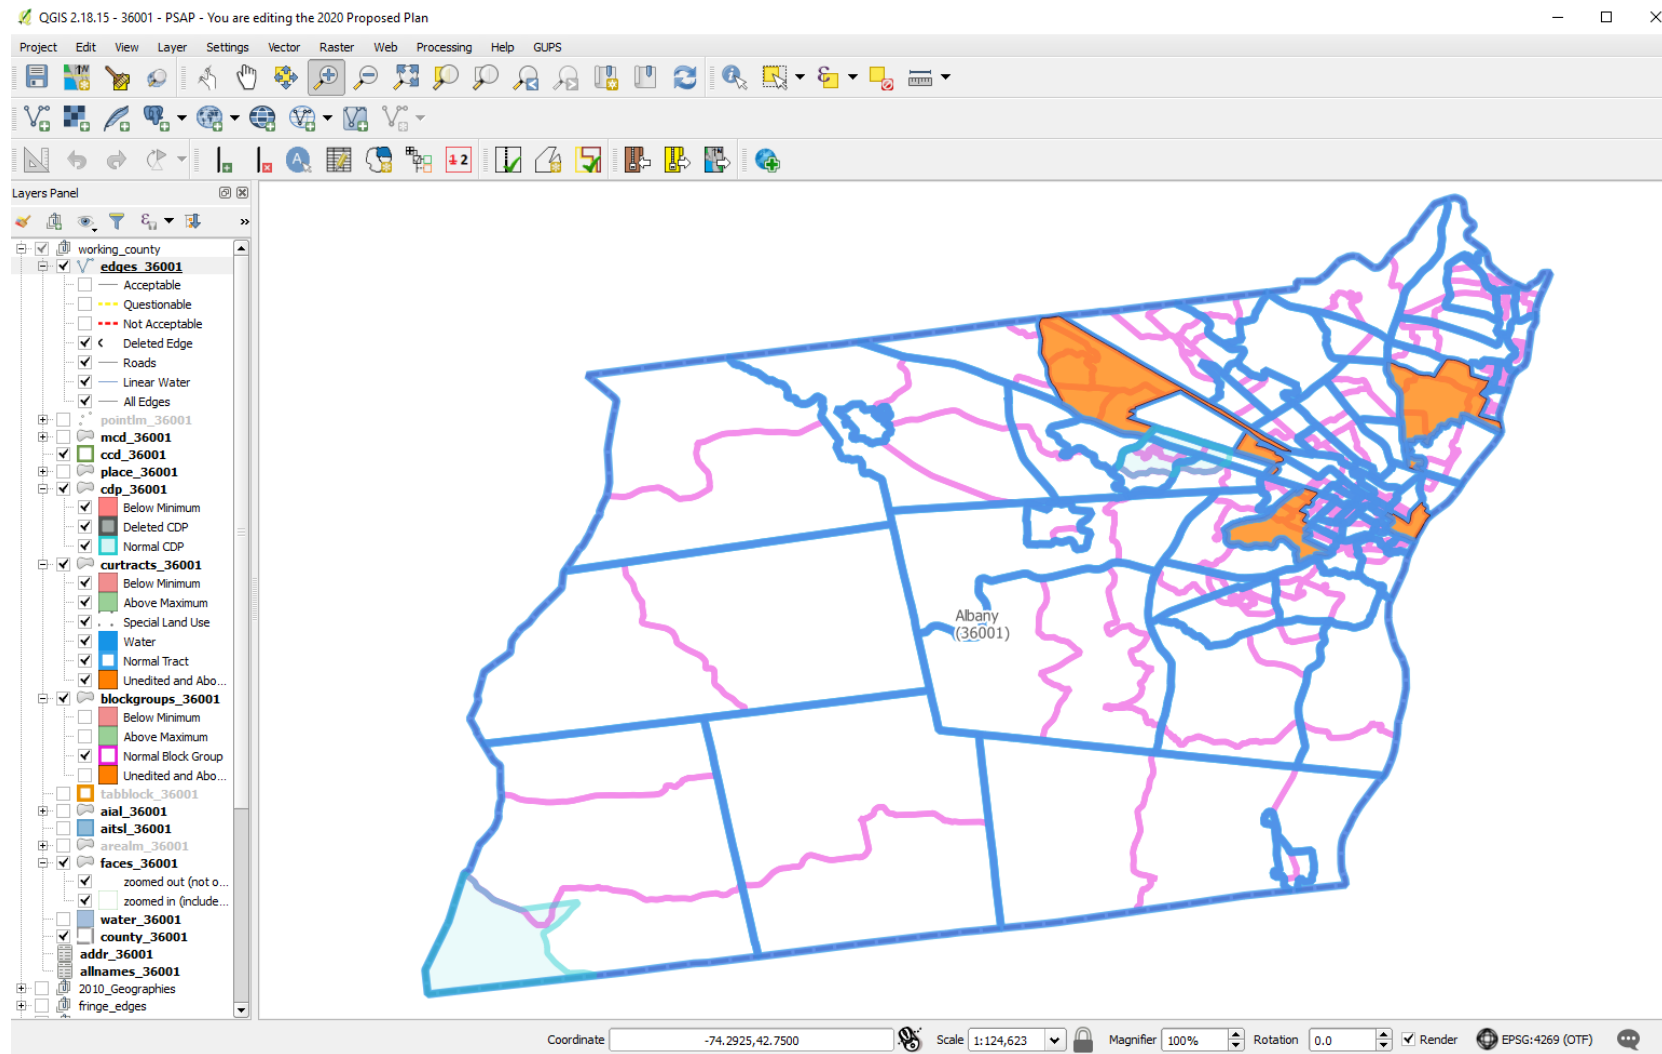 QGIS 2.18.15 - 36001 - PSAP - You are editing the 2020 Proposed Plan
Project Edit View Layer Settings Vector Raster Web Processing Help GUPS
Layers Panel
working_county
edges_36001
Acceptable
Questionable
Not Acceptable
Deleted Edge
Roads
Linear Water
All Edges
pointlm_36001
mcd_36001
ccd_36001
place_36001
cdp_36001
Below Minimum
Deleted CDP
Normal CDP
curtracts_36001
Below Minimum
Above Maximum
Special Land Use
Water
Normal Tract
Unedited and Abo...
blockgroups_36001
Below Minimum
Above Maximum
Normal Block Group
Unedited and Abo...
tabblock_36001
aial_36001
aitsl_36001
arealm_36001
faces_36001
zoomed out (not o...
zoomed in (include...
water_36001
county_36001
addr_36001
allnames_36001
2010_Geographies
fringe_edges
Albany
(36001)
Coordinate -74.2925,42.7500 Scale 1:124,623 Magnifier 100% Rotation 0.0 Render EPSG:4269 (OTF)